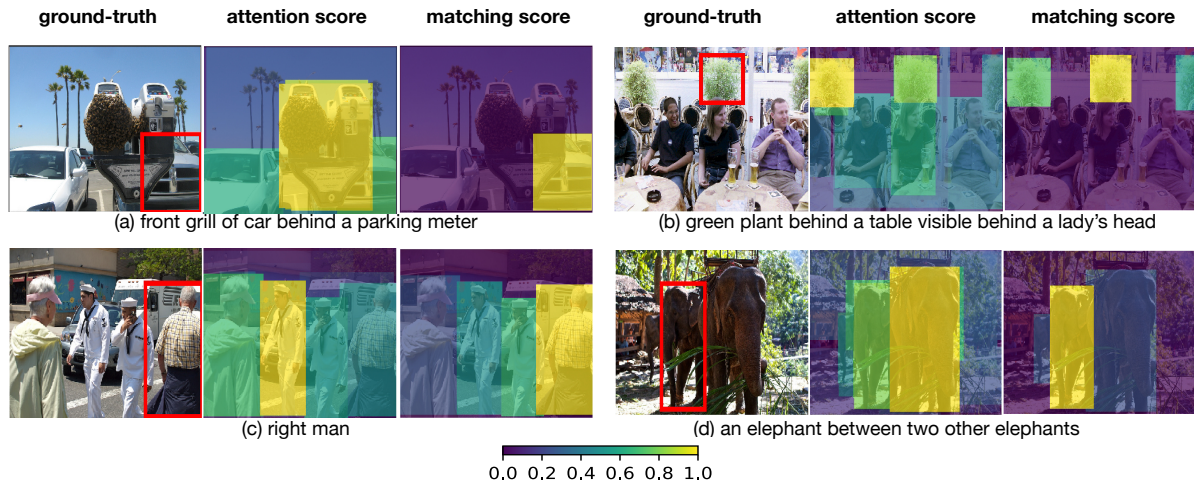 ground-truth attention score matching score ground-truth attention score matching score
(a) front grill of car behind a parking meter
(b) green plant behind a table visible behind a lady's head
(c) right man
(d) an elephant between two other elephants
0.0 0.2 0.4 0.6 0.8 1.0